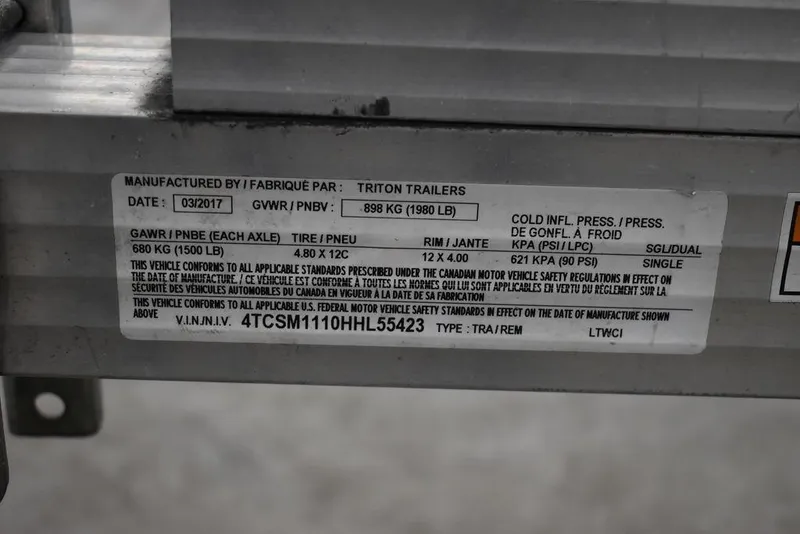 MANUFACTURED BY / FABRIQUÉ PAR : TRITON TRAILERS
DATE : 03/2017 GVWR / PNBV : 898 KG (1980 LB)
COLD INFL. PRESS. / PRESS.
DE GONFL. À FROID
GAWR / PNBE (EACH AXLE) TIRE / PNEU RIM / JANTE KPA (PSI / LPC) SGL/DUAL
680 KG (1500 LB) 4.80 X 12C 12 X 4.00 621 KPA (90 PSI) SINGLE
THIS VEHICLE CONFORMS TO ALL APPLICABLE STANDARDS PRESCRIBED UNDER THE CANADIAN MOTOR VEHICLE SAFETY REGULATIONS IN EFFECT ON
THE DATE OF MANUFACTURE. / CE VÉHICULE EST CONFORME À TOUTES LES NORMES QUI LUI SONT APPLICABLES EN VERTU DU RÈGLEMENT SUR LA
SÉCURITÉ DES VÉHICULES AUTOMOBILES DU CANADA EN VIGUEUR À LA DATE DE SA FABRICATION
THIS VEHICLE CONFORMS TO ALL APPLICABLE U.S. FEDERAL MOTOR VEHICLE SAFETY STANDARDS IN EFFECT ON THE DATE OF MANUFACTURE SHOWN
ABOVE
V.I.N./N.I.V. 4TCSM1110HHL55423 TYPE : TRA / REM LTWCI